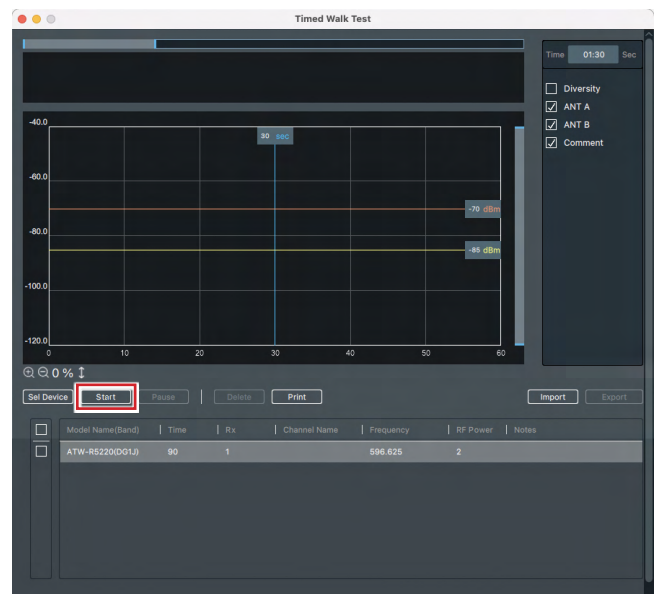 Timed Walk Test
Time 01:30 Sec
Diversity
ANT A
ANT B
Comment
-40.0
30 sec
-60.0
-70 dBm
-80.0
-85 dBm
-100.0
-120.0
0 10 20 30 40 50 60
0 %
Sel Device Start Pause Delete Print Import Export
Model Name(Band) Time Rx Channel Name Frequency RF Power Notes
ATW-R5220(DG1J) 90 1 596.625 2